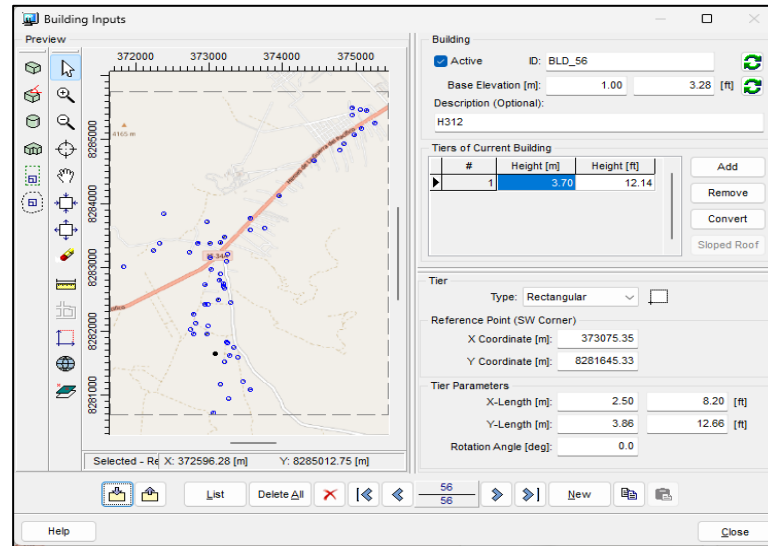 Building Inputs
Preview
372000 373000 374000 375000
8285000
8284000
8283000
8282000
8281000
4165 m
Selected - Re X: 372596.28 [m] Y: 8285012.75 [m]
Building
Active ID: BLD_56
Base Elevation [m]: 1.00 3.28 [ft]
Description (Optional):
H312
Tiers of Current Building
# Height [m] Height [ft]
1 3.70 12.14
Add
Remove
Convert
Sloped Roof
Tier
Type: Rectangular
Reference Point (SW Corner)
X Coordinate [m]: 373075.35
Y Coordinate [m]: 8281645.33
Tier Parameters
X-Length [m]: 2.50 8.20 [ft]
Y-Length [m]: 3.86 12.66 [ft]
Rotation Angle [deg]: 0.0
List Delete All 56 New
56
Help Close